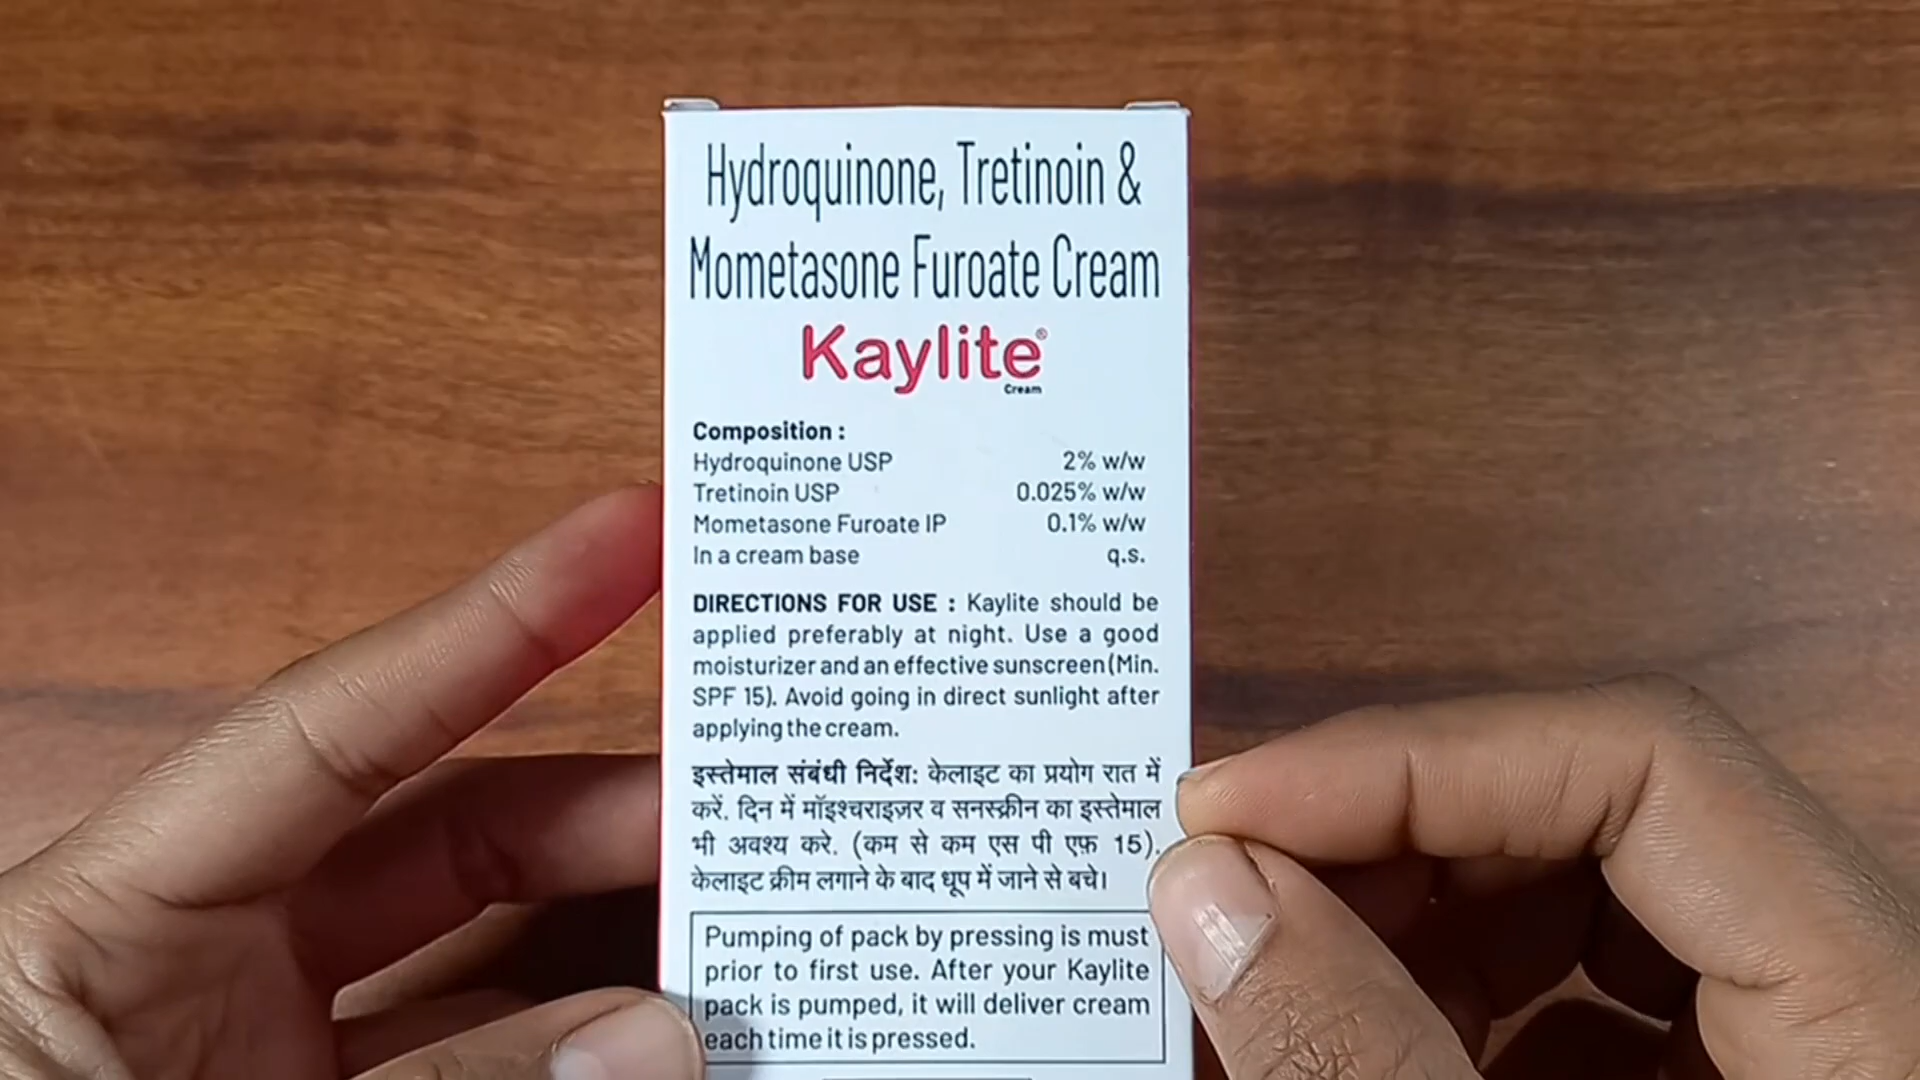 Hydroquinone, Tretinoin &
Mometasone Furoate Cream
Kaylite®
Cream
Composition :
Hydroquinone USP 2% w/w
Tretinoin USP 0.025% w/w
Mometasone Furoate IP 0.1% w/w
In a cream base q.s.
DIRECTIONS FOR USE : Kaylite should be
applied preferably at night. Use a good
moisturizer and an effective sunscreen (Min.
SPF 15). Avoid going in direct sunlight after
applying the cream.
इस्तेमाल संबंधी निर्देश: केलाइट का प्रयोग रात में
करें. दिन में मॉइश्चराइज़र व सनस्क्रीन का इस्तेमाल
भी अवश्य करे. (कम से कम एस पी एफ़ 15).
केलाइट क्रीम लगाने के बाद धूप में जाने से बचे।
Pumping of pack by pressing is must
prior to first use. After your Kaylite
pack is pumped, it will deliver cream
each time it is pressed.